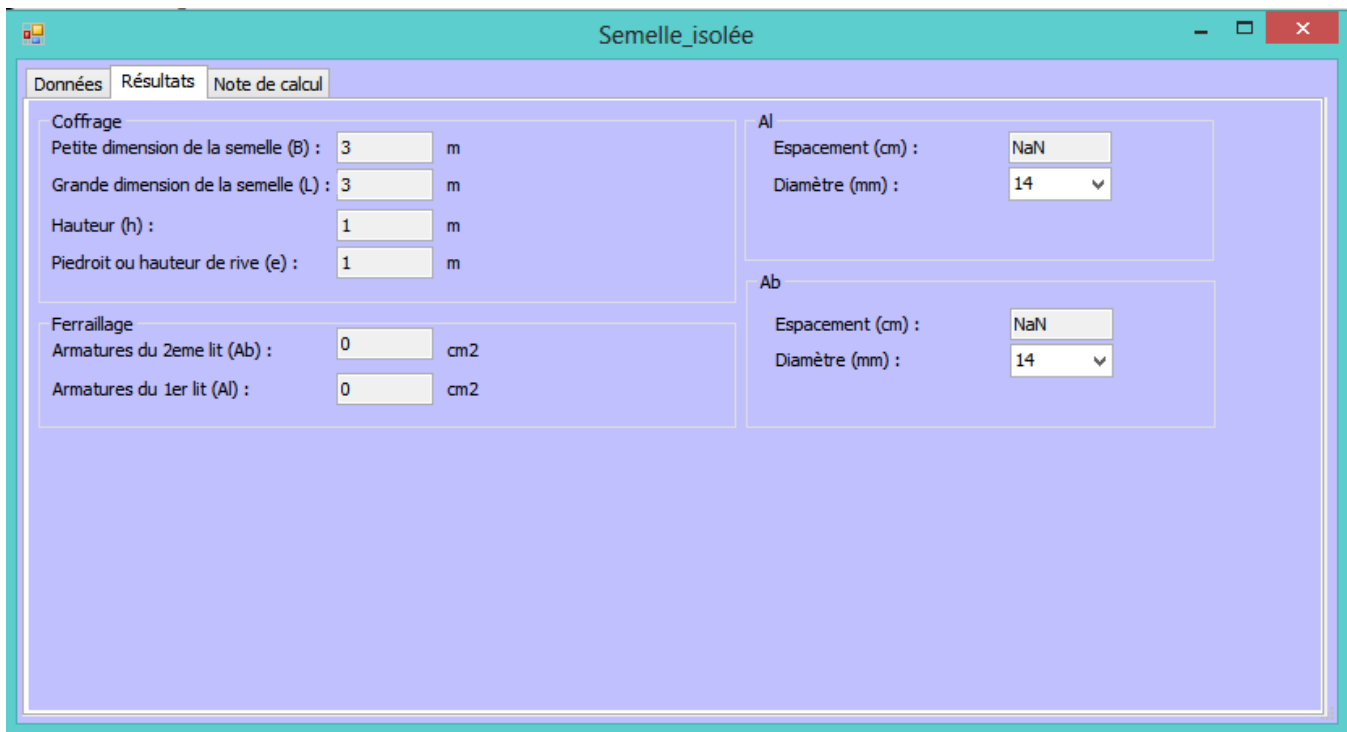 Semelle_isolée
Données Résultats Note de calcul
Coffrage
Petite dimension de la semelle (B) : 3 m
Grande dimension de la semelle (L) : 3 m
Hauteur (h) : 1 m
Piedroit ou hauteur de rive (e) : 1 m
Ferraillage
Armatures du 2eme lit (Ab) : 0 cm2
Armatures du 1er lit (Al) : 0 cm2
Al
Espacement (cm) : NaN
Diamètre (mm) : 14
Ab
Espacement (cm) : NaN
Diamètre (mm) : 14